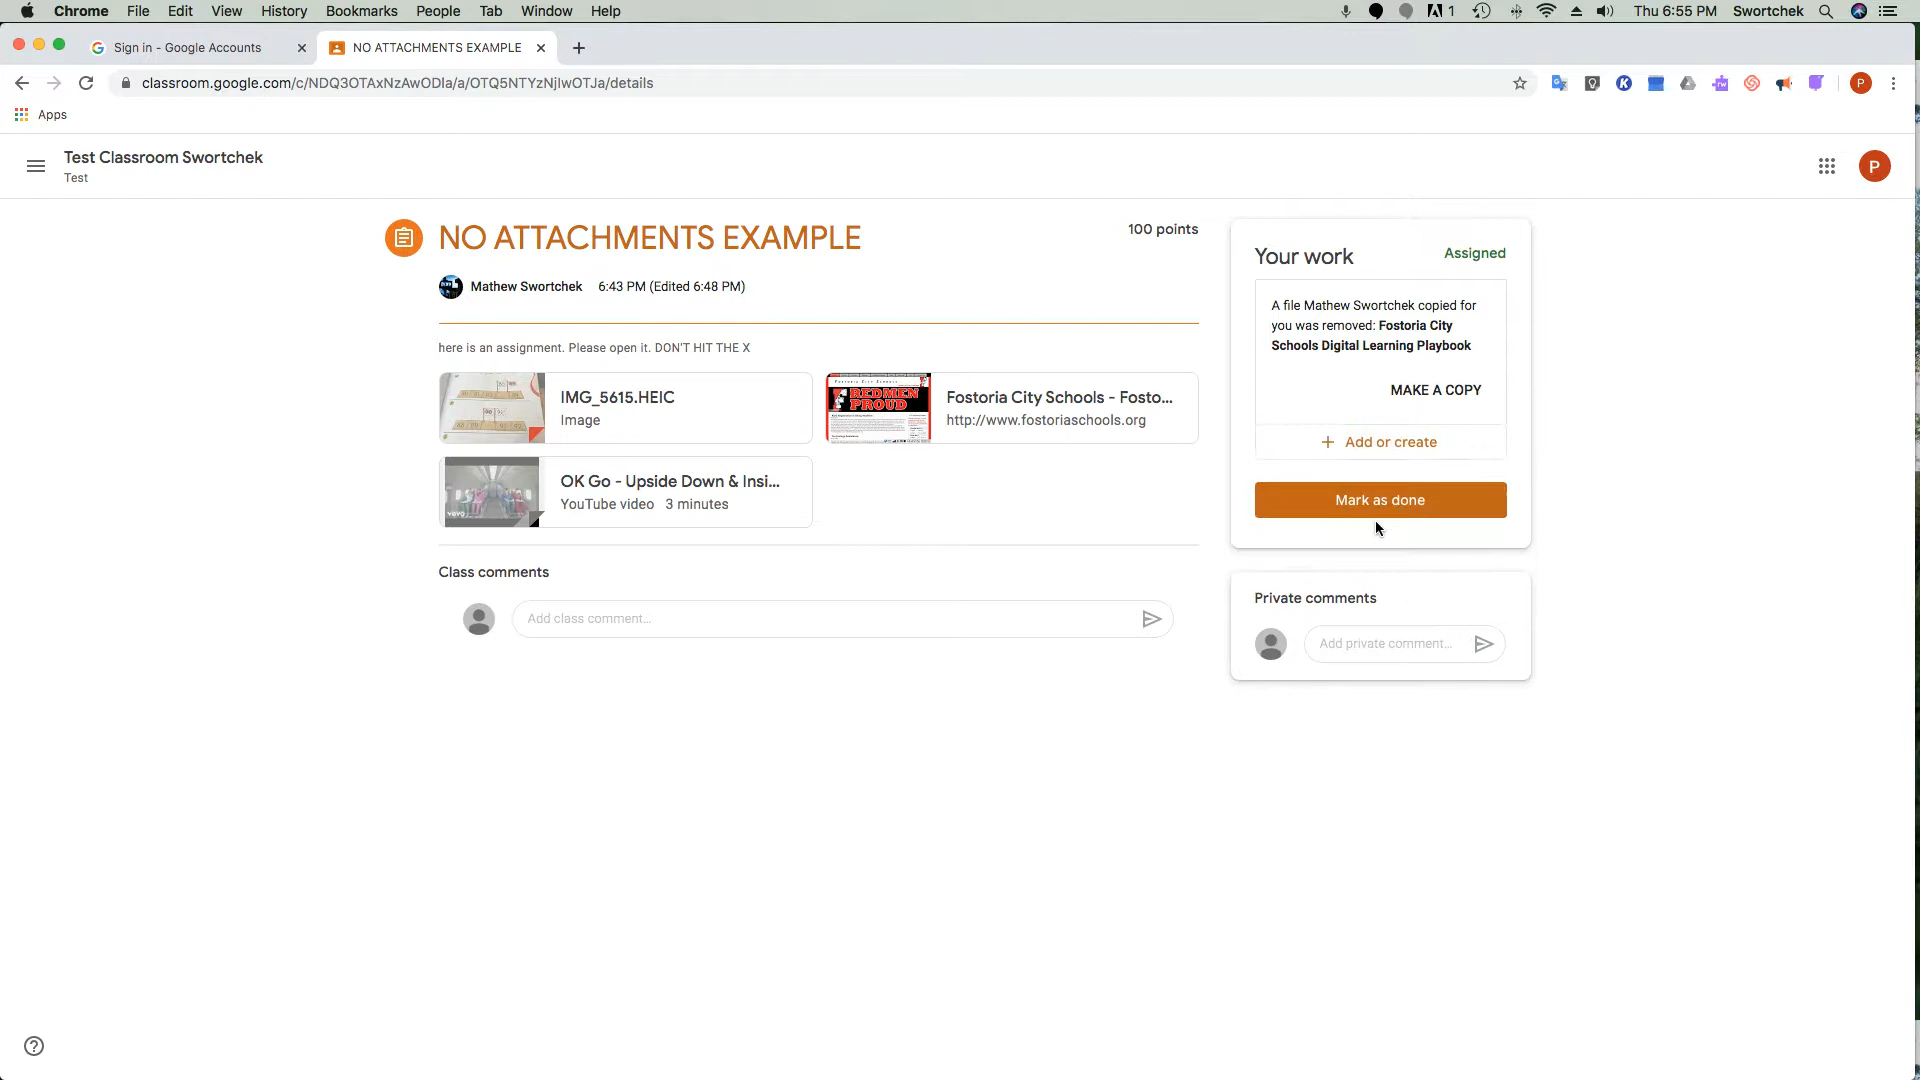 Chrome File Edit View History Bookmarks People Tab Window Help
1 Thu 6:55 PM Swortchek
Sign in - Google Accounts
NO ATTACHMENTS EXAMPLE
classroom.google.com/c/NDQ3OTAxNzAwODIa/a/OTQ5NTYzNjIwOTJa/details
P
Apps
Test Classroom Swortchek
Test
P
NO ATTACHMENTS EXAMPLE
100 points
Mathew Swortchek 6:43 PM (Edited 6:48 PM)
here is an assignment. Please open it. DON'T HIT THE X
IMG_5615.HEIC
Image
REDMEN
PROUD
Fostoria City Schools - Fosto...
http://www.fostoriaschools.org
OK Go - Upside Down & Insi...
YouTube video 3 minutes
Class comments
Add class comment...
Your work
Assigned
A file Mathew Swortchek copied for
you was removed: Fostoria City
Schools Digital Learning Playbook
MAKE A COPY
+ Add or create
Mark as done
Private comments
Add private comment...